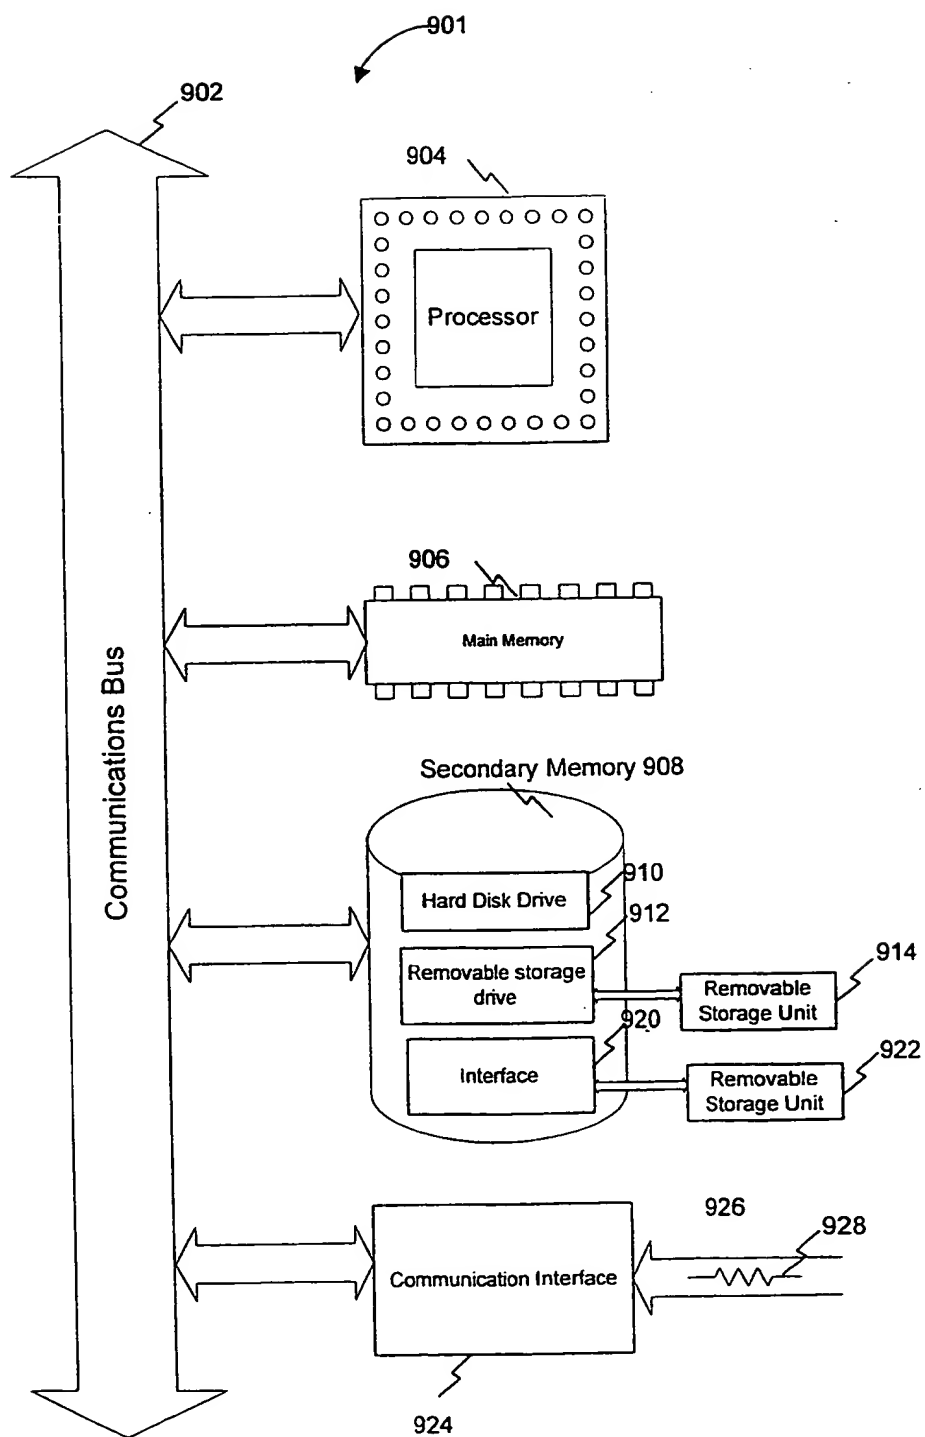 901
902
904
Processor
906
Main Memory
Communications Bus
Secondary Memory 908
910
Hard Disk Drive
912
Removable storage
drive
914
Removable
Storage Unit
920
Interface
922
Removable
Storage Unit
926
928
Communication Interface
924